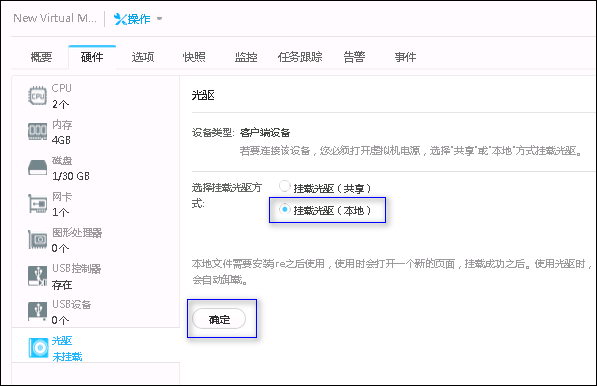 New Virtual M... 操作
概要 硬件 选项 快照 监控 任务跟踪 告警 事件
CPU
2个
内存
4GB
磁盘
1/30 GB
网卡
1个
图形处理器
0个
USB控制器
存在
USB设备
0个
光驱
未挂载
光驱
设备类型: 客户端设备
若要连接该设备，您必须打开虚拟机电源，选择"共享"或"本地"方式挂载光驱。
选择挂载光驱方
式:
挂载光驱（共享）
挂载光驱（本地）
本地文件需要安装jre之后使用，使用时会打开一个新的页面，挂载成功之后。使用光驱时，
会自动卸载。
确定